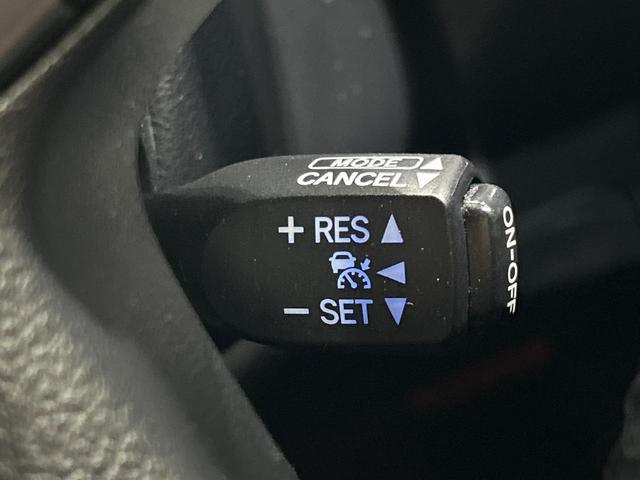 MODE ▲
CANCEL ▼
+ RES ▲
◀
− SET ▼
ON-OFF